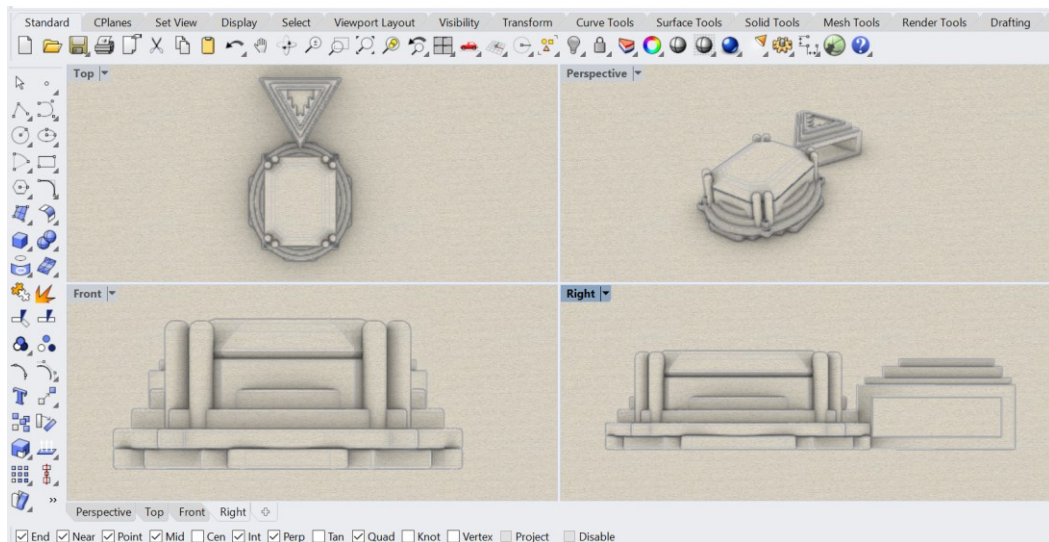 Standard CPlanes Set View Display Select Viewport Layout Visibility Transform Curve Tools Surface Tools Solid Tools Mesh Tools Render Tools Drafting
Top
Perspective
Front
Right
Perspective Top Front Right
End Near Point Mid Cen Int Perp Tan Quad Knot Vertex Project Disable